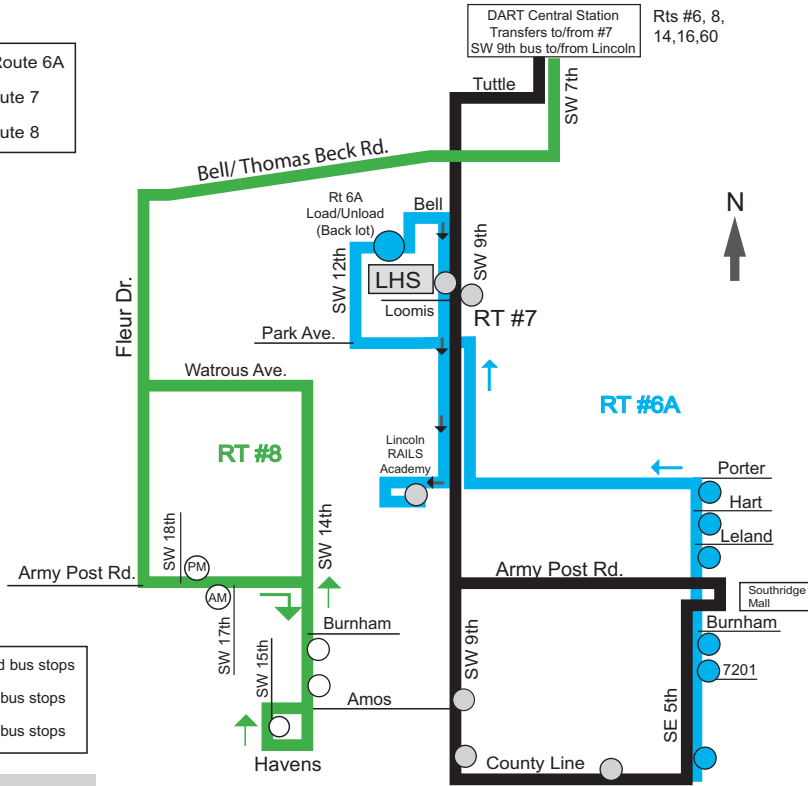 DART Central Station
Transfers to/from #7
SW 9th bus to/from Lincoln
Rts #6, 8,
14,16,60
Route 6A
ute 7
ute 8
Tuttle
SW 7th
Bell/ Thomas Beck Rd.
Rt 6A
Load/Unload
(Back lot)
Bell
N
SW 12th
SW 9th
LHS
Loomis
RT #7
Fleur Dr.
Park Ave.
Watrous Ave.
RT #6A
RT #8
Lincoln
RAILS
Academy
Porter
Hart
Leland
SW 18th
SW 14th
PM
Army Post Rd.
AM
Army Post Rd.
Southridge
Mall
SW 17th
Burnham
Burnham
SW 15th
SW 9th
7201
d bus stops
bus stops
bus stops
Amos
SE 5th
Havens
County Line